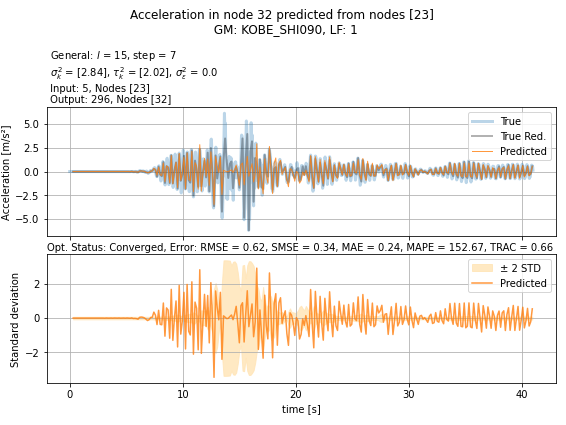 Acceleration in node 32 predicted from nodes [23]
GM: KOBE_SHI090, LF: 1
General: l = 15, step = 7
σ²ₖ = [2.84], τ²ₖ = [2.02], σ²_ε = 0.0
Input: 5, Nodes [23]
Output: 296, Nodes [32]
Acceleration [m/s²]
5.0
2.5
0.0
−2.5
−5.0
True
True Red.
Predicted
Opt. Status: Converged, Error: RMSE = 0.62, SMSE = 0.34, MAE = 0.24, MAPE = 152.67, TRAC = 0.66
Standard deviation
2
0
−2
± 2 STD
Predicted
0 10 20 30 40
time [s]